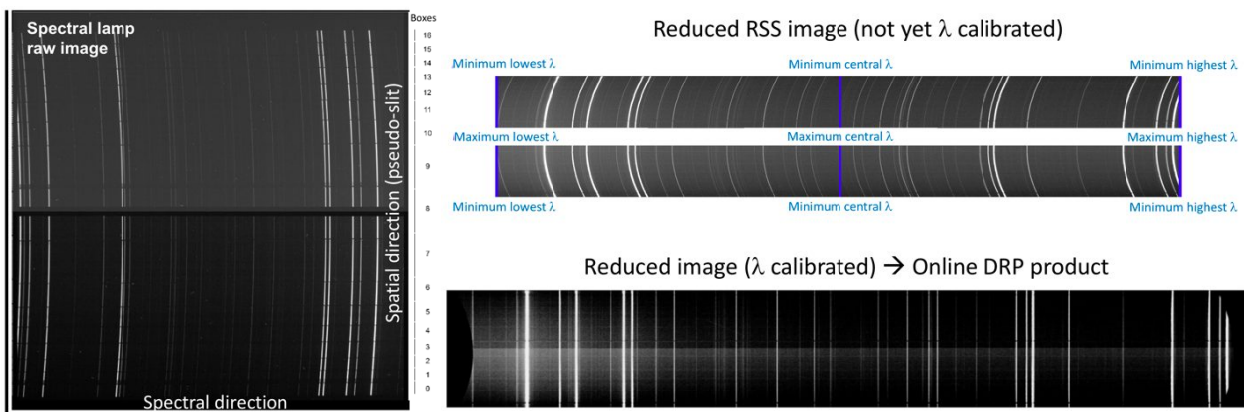 Spectral lamp
raw image
Spatial direction (pseudo-slit)
Spectral direction
Boxes
16
15
14
13
12
11
10
9
8
7
6
5
4
3
2
1
0
Reduced RSS image (not yet λ calibrated)
Minimum lowest λ Minimum central λ Minimum highest λ
Maximum lowest λ Maximum central λ Maximum highest λ
Minimum lowest λ Minimum central λ Minimum highest λ
Reduced image (λ calibrated) → Online DRP product